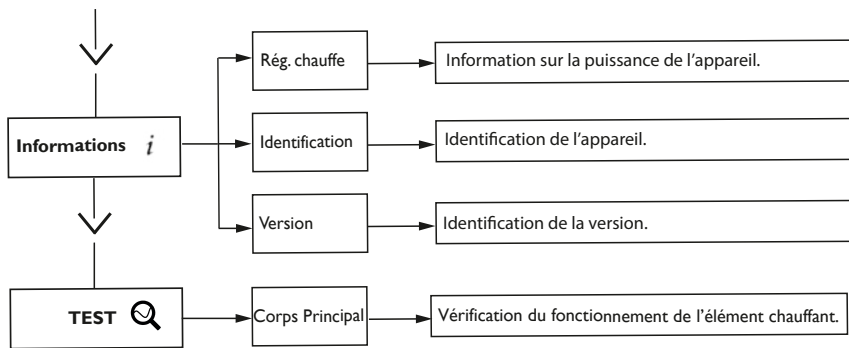 Rég. chauffe
Information sur la puissance de l'appareil.
Informations i
Identification
Identification de l'appareil.
Version
Identification de la version.
TEST
Corps Principal
Vérification du fonctionnement de l'élément chauffant.